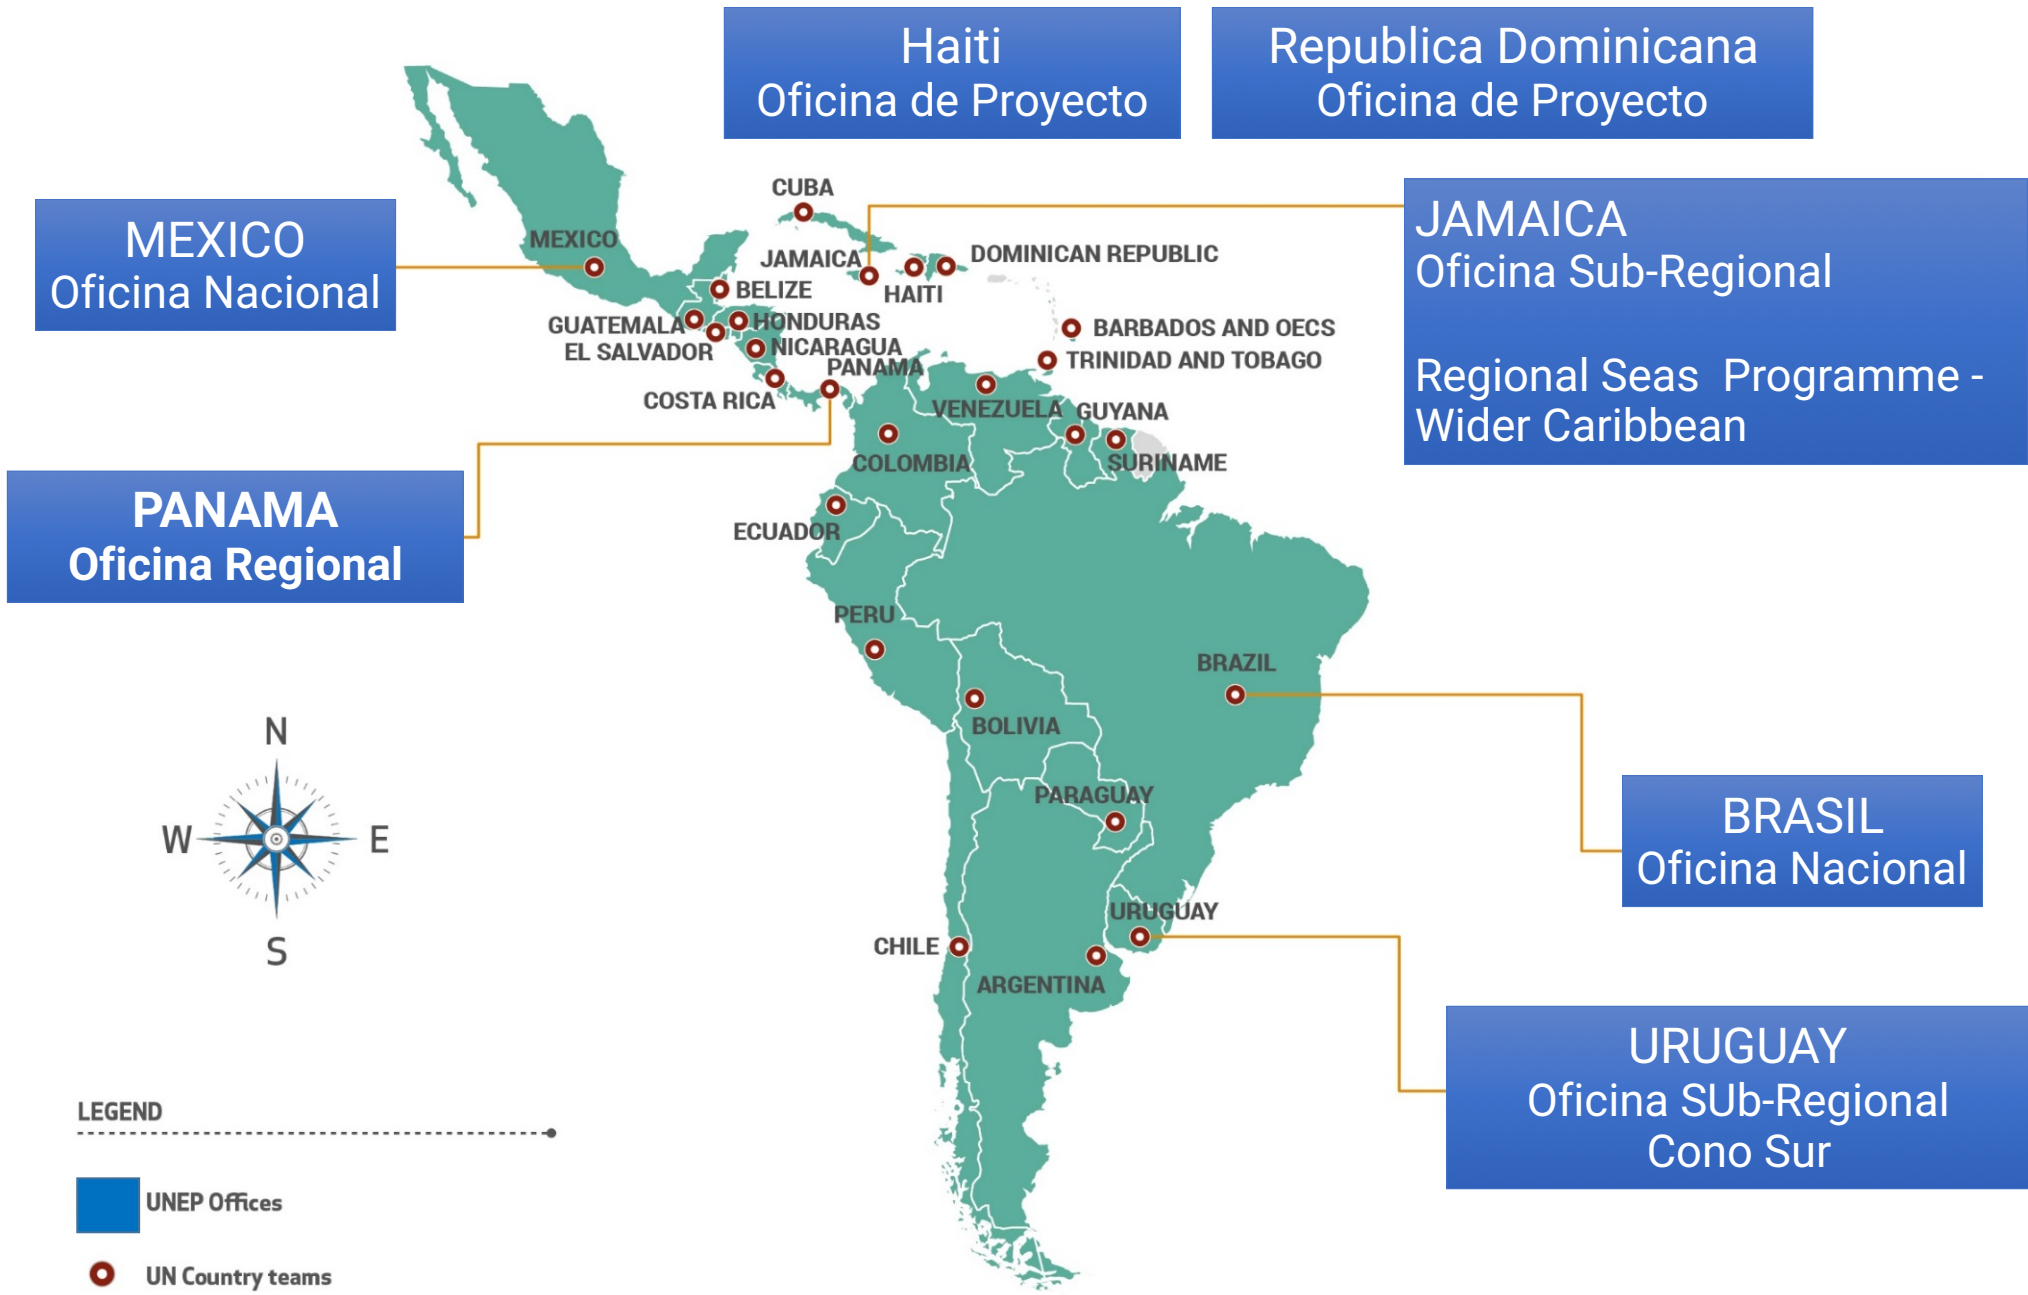 Haiti
Oficina de Proyecto
Republica Dominicana
Oficina de Proyecto
MEXICO
Oficina Nacional
JAMAICA
Oficina Sub-Regional
Regional Seas Programme -
Wider Caribbean
PANAMA
Oficina Regional
BRASIL
Oficina Nacional
URUGUAY
Oficina SUb-Regional
Cono Sur
CUBA
MEXICO
JAMAICA
DOMINICAN REPUBLIC
HAITI
BELIZE
GUATEMALA
HONDURAS
EL SALVADOR
NICARAGUA
PANAMA
COSTA RICA
BARBADOS AND OECS
TRINIDAD AND TOBAGO
VENEZUELA
GUYANA
COLOMBIA
SURINAME
ECUADOR
PERU
BRAZIL
BOLIVIA
PARAGUAY
URUGUAY
CHILE
ARGENTINA
N
W
E
S
LEGEND
UNEP Offices
UN Country teams